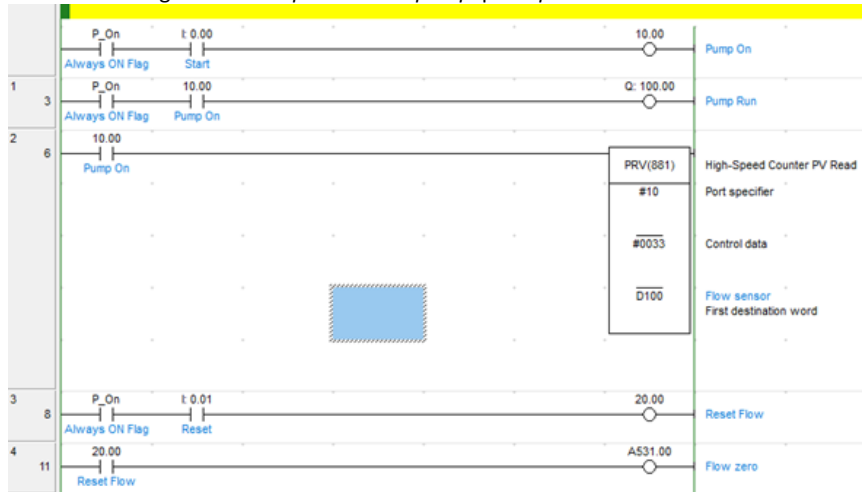 P_On I: 0.00 10.00
Always ON Flag Start Pump On
1 3 P_On 10.00 Q: 100.00
Always ON Flag Pump On Pump Run
2 6 10.00
Pump On PRV(881) High-Speed Counter PV Read
#10 Port specifier
#0033 Control data
D100 Flow sensor
First destination word
3 8 P_On I: 0.01 20.00
Always ON Flag Reset Reset Flow
4 11 20.00 A531.00
Reset Flow Flow zero